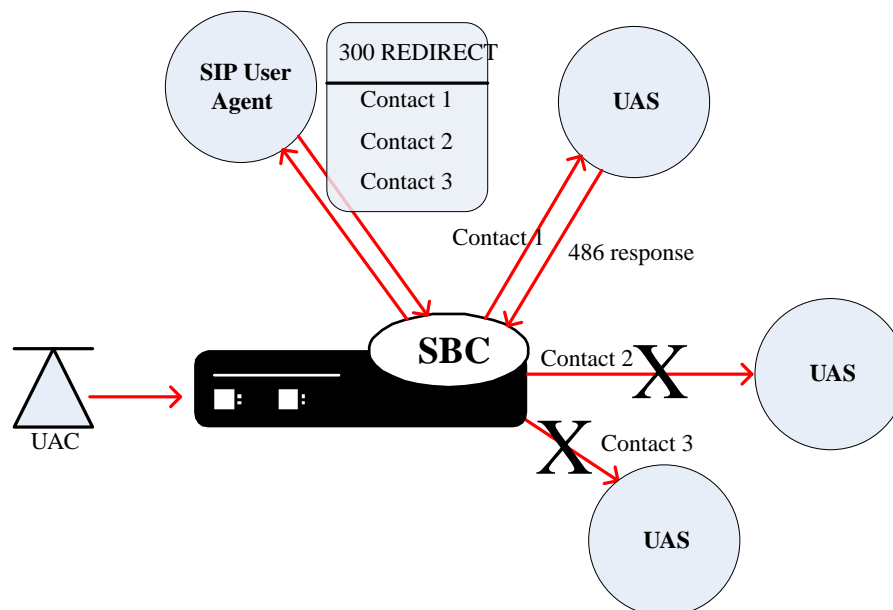 300 REDIRECT
SIP User
Agent
Contact 1
Contact 2
Contact 3
UAS
Contact 1
486 response
SBC
Contact 2
X
UAS
UAC
X
Contact 3
UAS